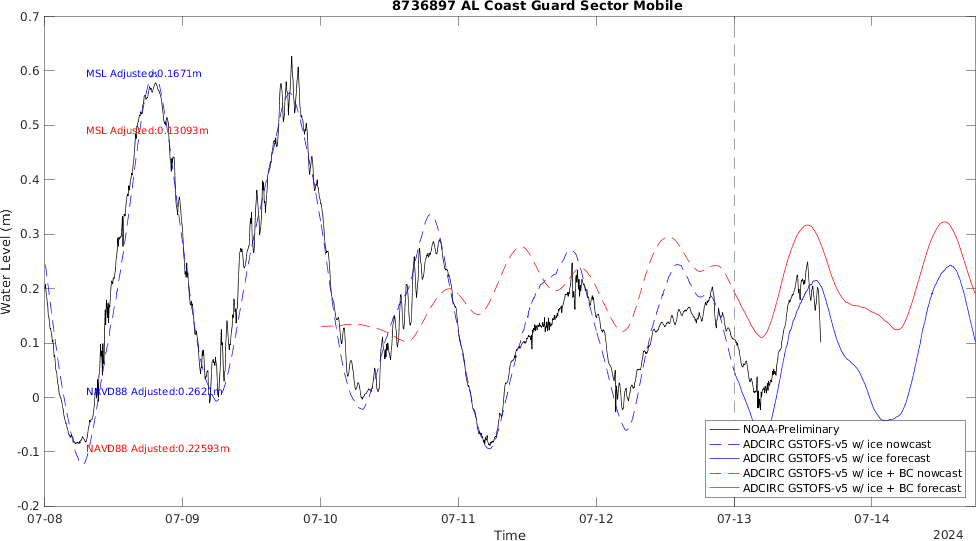 8736897 AL Coast Guard Sector Mobile
0.7
0.6
0.5
0.4
0.3
0.2
0.1
0
-0.1
-0.2
Water Level (m)
MSL Adjusted:0.1671m
MSL Adjusted:0.13093m
NAVD88 Adjusted:0.2621m
NAVD88 Adjusted:0.22593m
NOAA-Preliminary
ADCIRC GSTOFS-v5 w/ ice nowcast
ADCIRC GSTOFS-v5 w/ ice forecast
ADCIRC GSTOFS-v5 w/ ice + BC nowcast
ADCIRC GSTOFS-v5 w/ ice + BC forecast
07-08
07-09
07-10
07-11
07-12
07-13
07-14
Time
2024